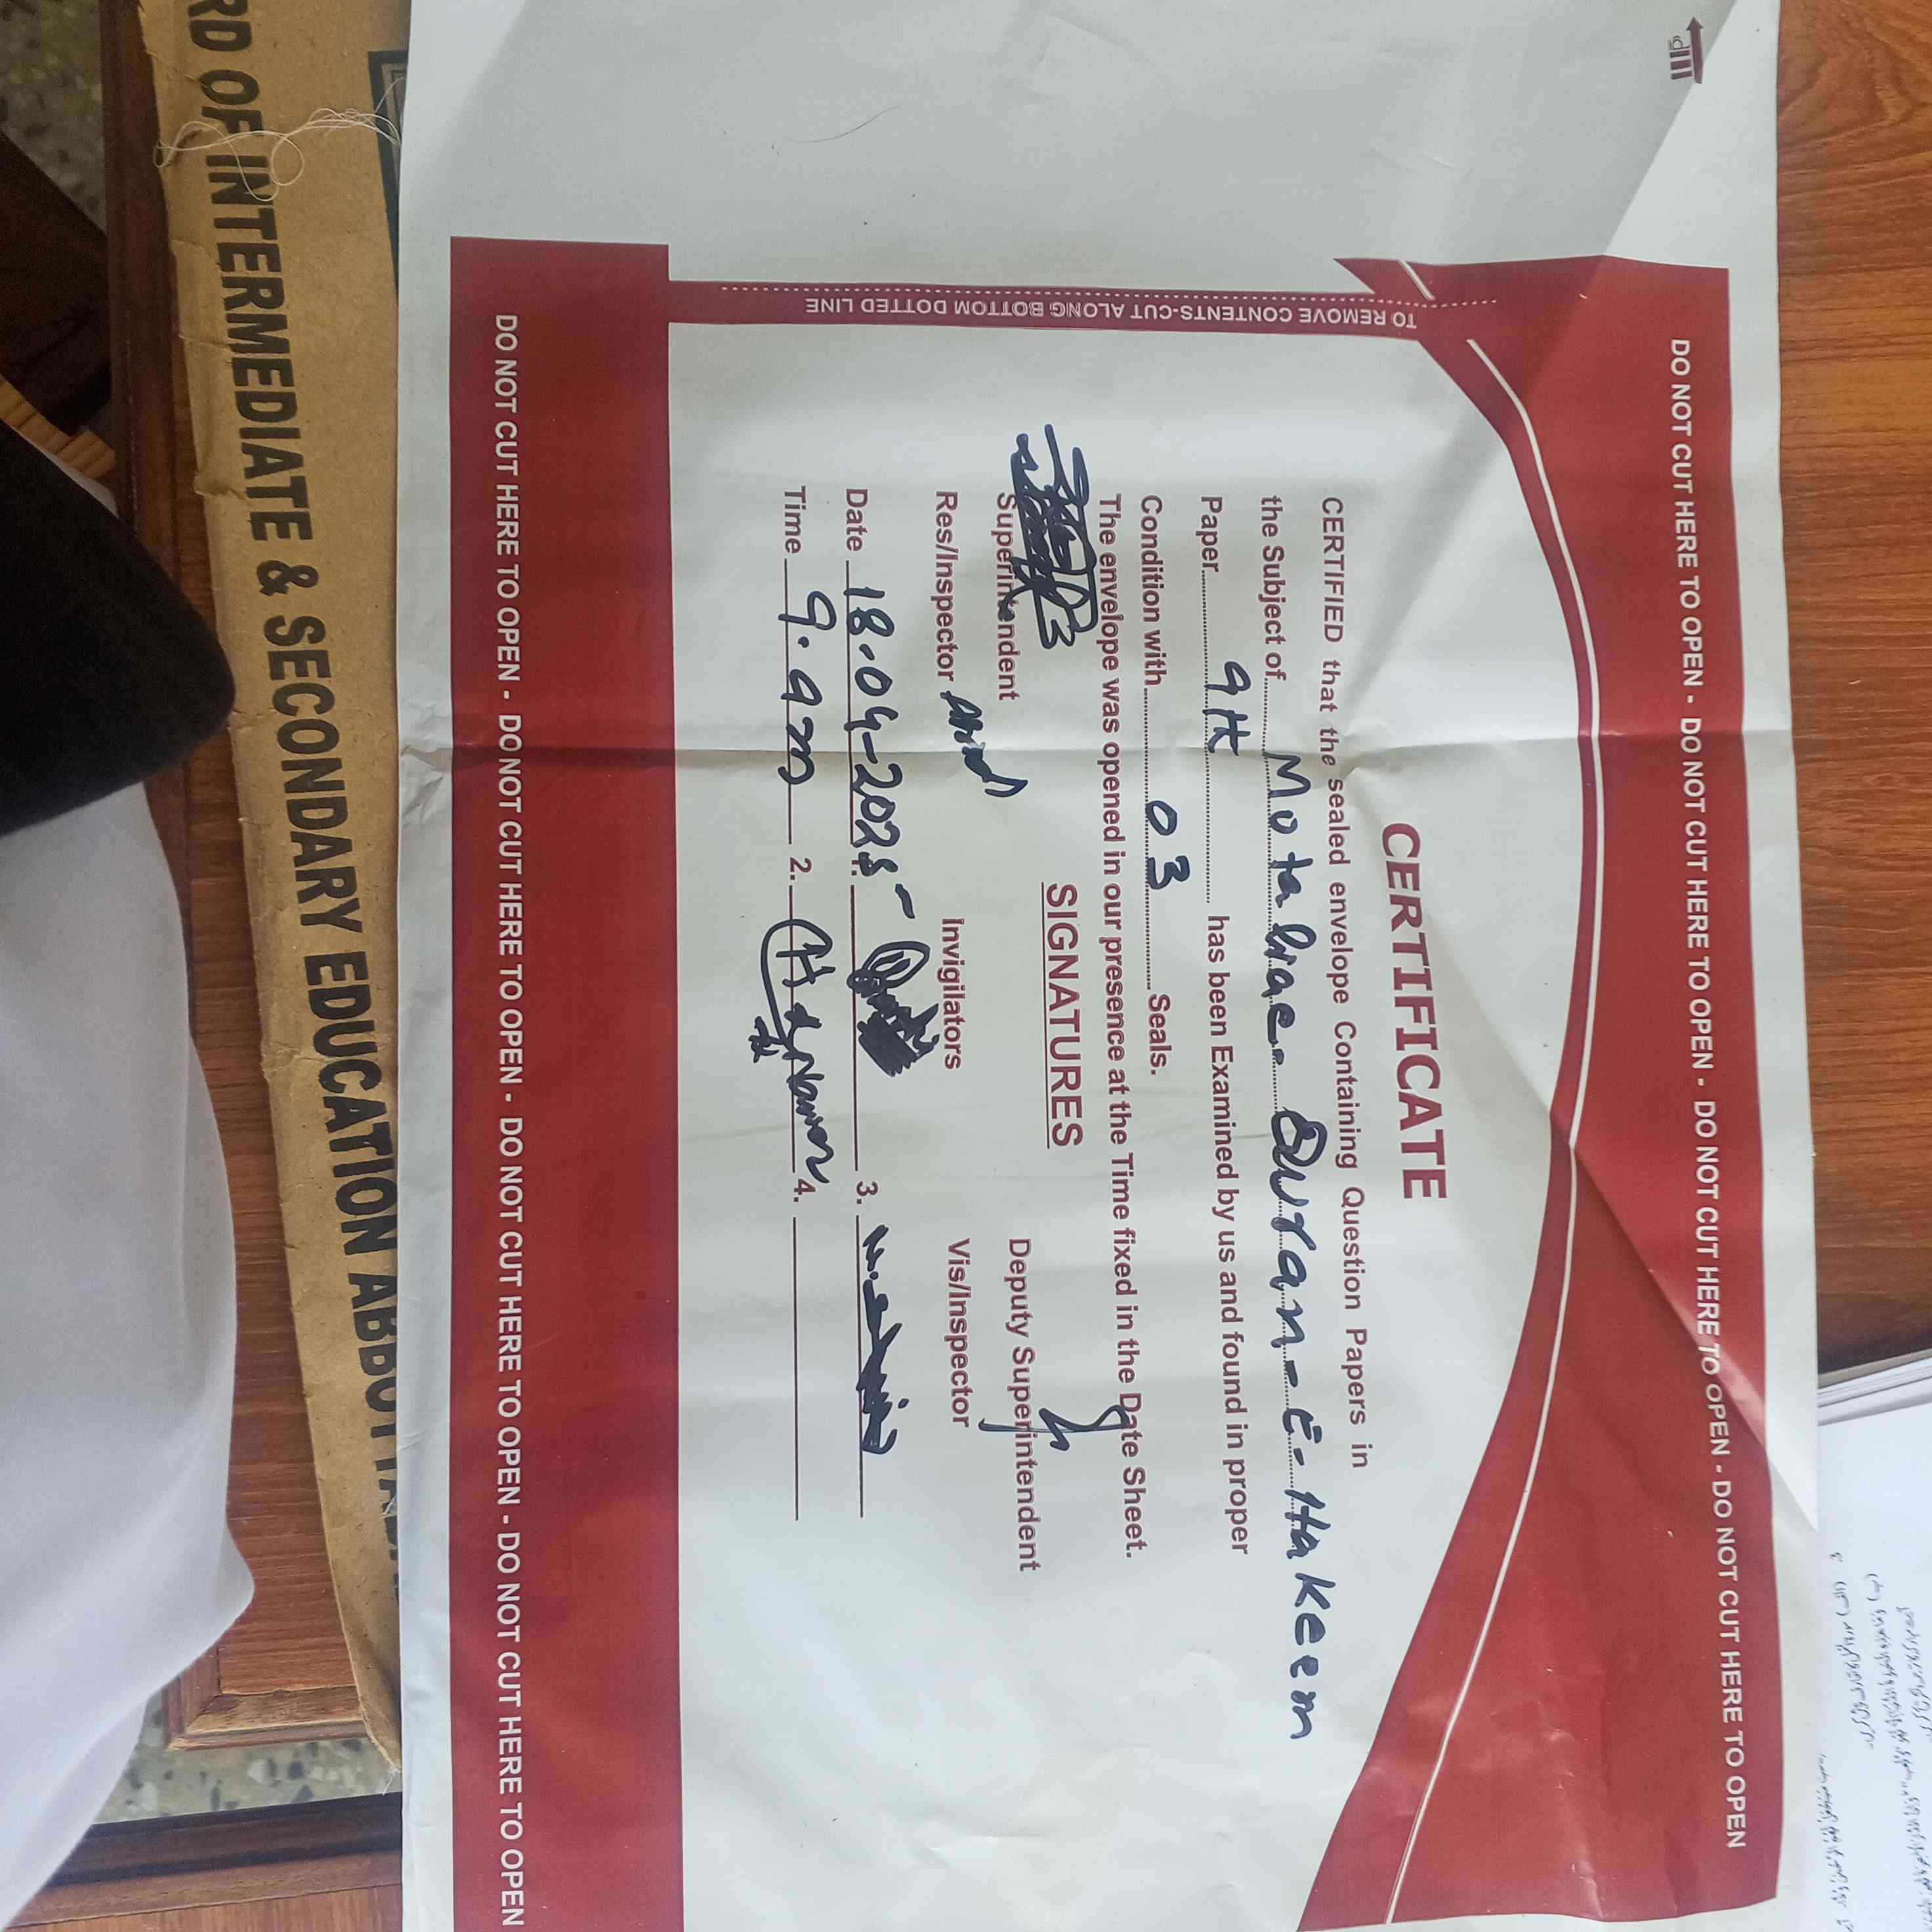 DO NOT CUT HERE TO OPEN - DO NOT CUT HERE TO OPEN - DO NOT CUT HERE TO OPEN - DO NOT CUT HERE TO OPEN
CERTIFICATE
CERTIFIED that the sealed envelope Containing Question Papers in
the Subject of Motaliae- Quran-E-Hakeem
Paper 9th has been Examined by us and found in proper
Condition with 03 Seals.
The envelope was opened in our presence at the Time fixed in the Date Sheet.
SIGNATURES
Superintendent Deputy Superintendent
Res/Inspector Invigilators Vis/Inspector
Date 18.04-2025 1. 3.
Time 9.am 2. 4.
TO REMOVE CONTENTS-CUT ALONG BOTTOM DOTTED LINE
DO NOT CUT HERE TO OPEN - DO NOT CUT HERE TO OPEN - DO NOT CUT HERE TO OPEN - DO NOT CUT HERE TO OPEN
RD OF INTERMEDIATE & SECONDARY EDUCATION